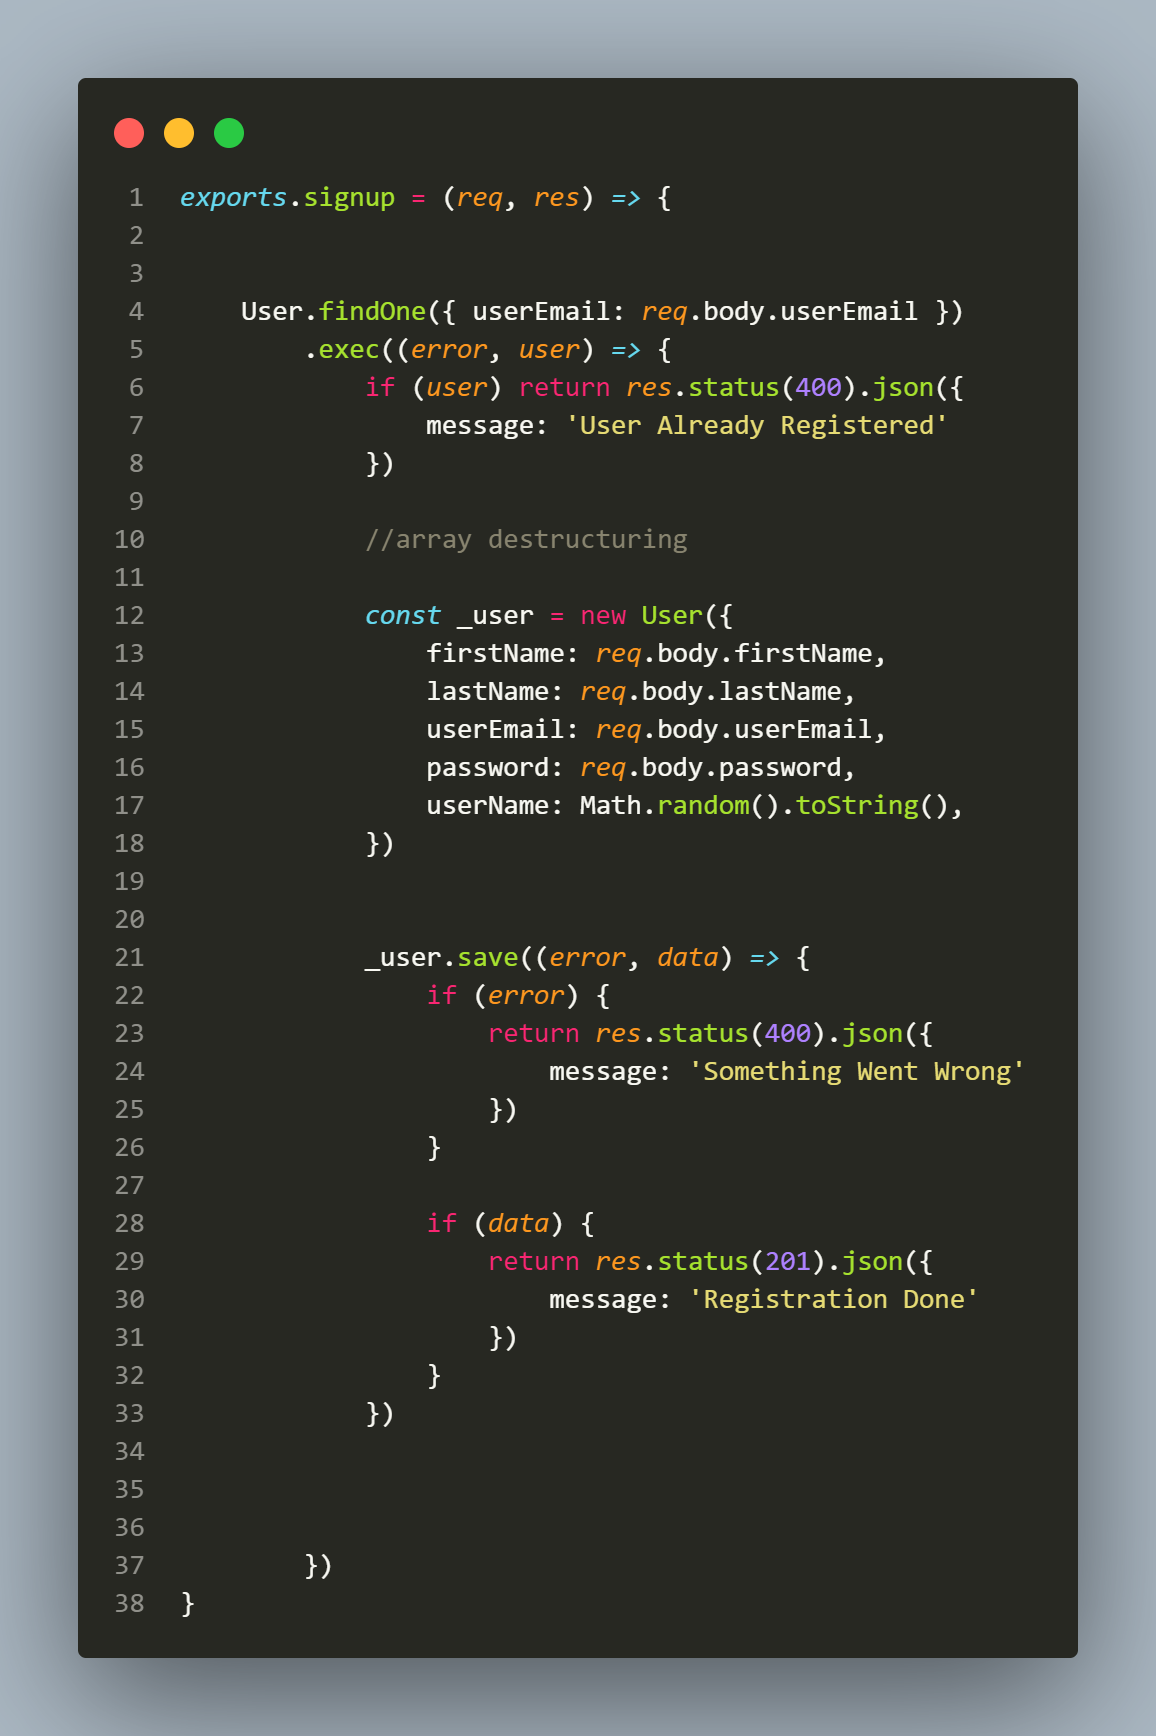 1 exports.signup = (req, res) => {
2
3
4     User.findOne({ userEmail: req.body.userEmail })
5         .exec((error, user) => {
6             if (user) return res.status(400).json({
7                 message: 'User Already Registered'
8             })
9
10             //array destructuring
11
12             const _user = new User({
13                 firstName: req.body.firstName,
14                 lastName: req.body.lastName,
15                 userEmail: req.body.userEmail,
16                 password: req.body.password,
17                 userName: Math.random().toString(),
18             })
19
20
21             _user.save((error, data) => {
22                 if (error) {
23                     return res.status(400).json({
24                         message: 'Something Went Wrong'
25                     })
26                 }
27
28                 if (data) {
29                     return res.status(201).json({
30                         message: 'Registration Done'
31                     })
32                 }
33             })
34
35
36
37         })
38 }